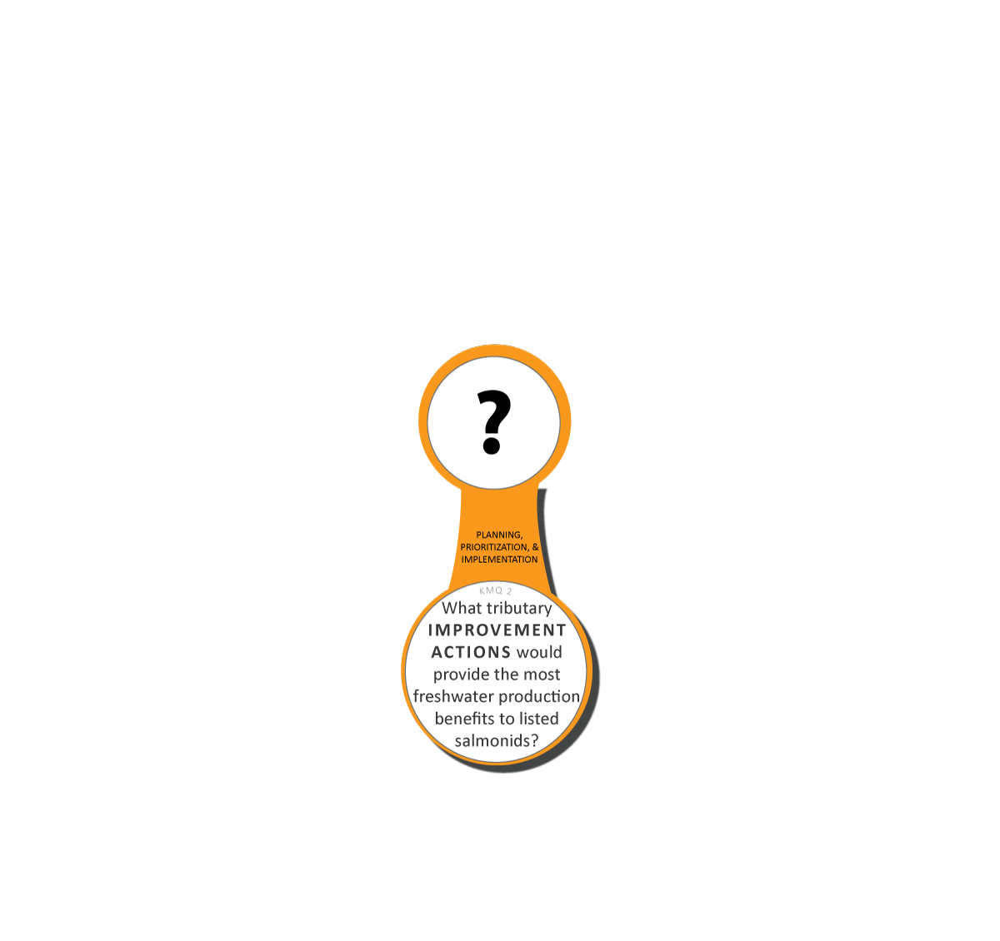 ?
PLANNING,
PRIORITIZATION, &
IMPLEMENTATION
KMQ 2
What tributary
IMPROVEMENT
ACTIONS would
provide the most
freshwater production
benefits to listed
salmonids?